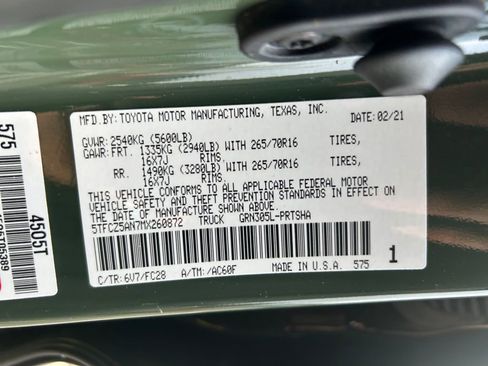 MFD.BY: TOYOTA MOTOR MANUFACTURING, TEXAS, INC.
DATE: 02/21
GVWR: 2540KG (5600LB)
GAWR: FRT. 1335KG (2940LB) WITH 265/70R16 TIRES,
16X7J RIMS.
RR. 1490KG (3280LB) WITH 265/70R16 TIRES,
16X7J RIMS.
THIS VEHICLE CONFORMS TO ALL APPLICABLE FEDERAL MOTOR
VEHICLE SAFETY AND THEFT PREVENTION STANDARDS IN EFFECT ON
THE DATE OF MANUFACTURE SHOWN ABOVE.
5TFCZ5AN7MX260872 TRUCK GRN305L-PRTSHA
1
C/TR: 6V7/FC28 A/TM: /AC60F MADE IN U.S.A. 575
575
4505T